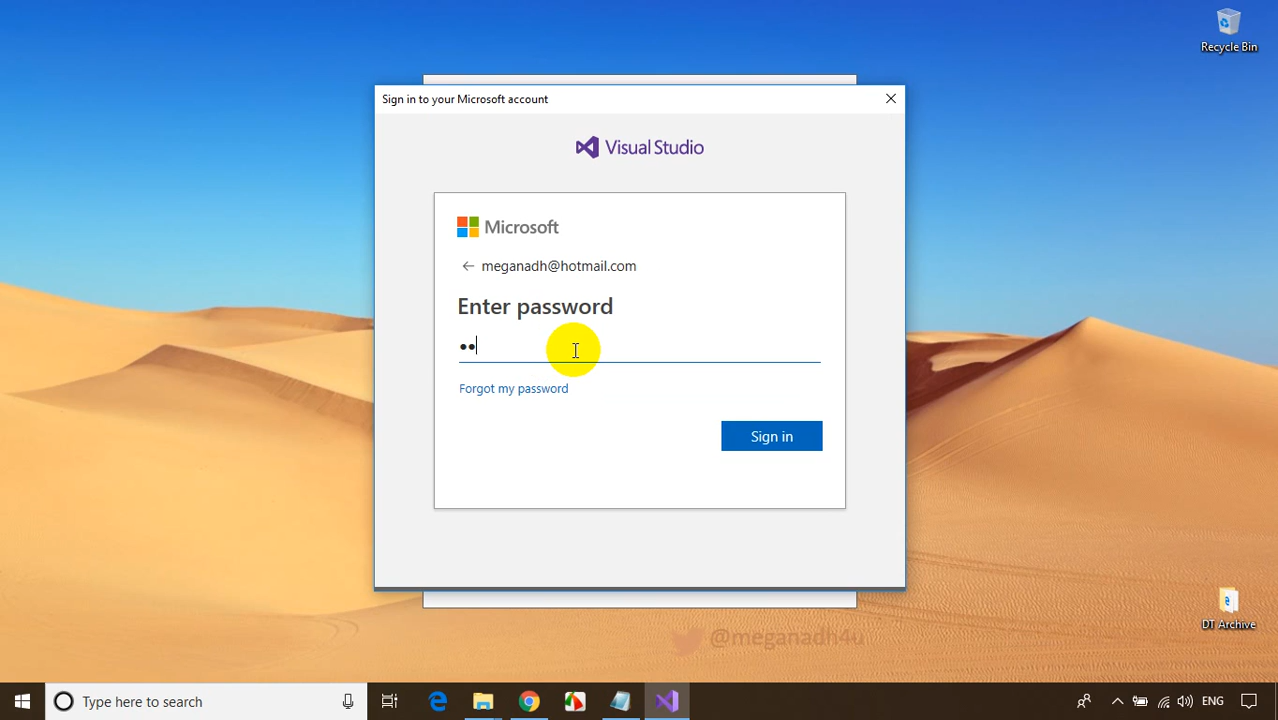 Recycle Bin
Sign in to your Microsoft account
Visual Studio
Microsoft
meganadh@hotmail.com
Enter password
••
Forgot my password
Sign in
DT Archive
@meganadh4u
Type here to search
ENG